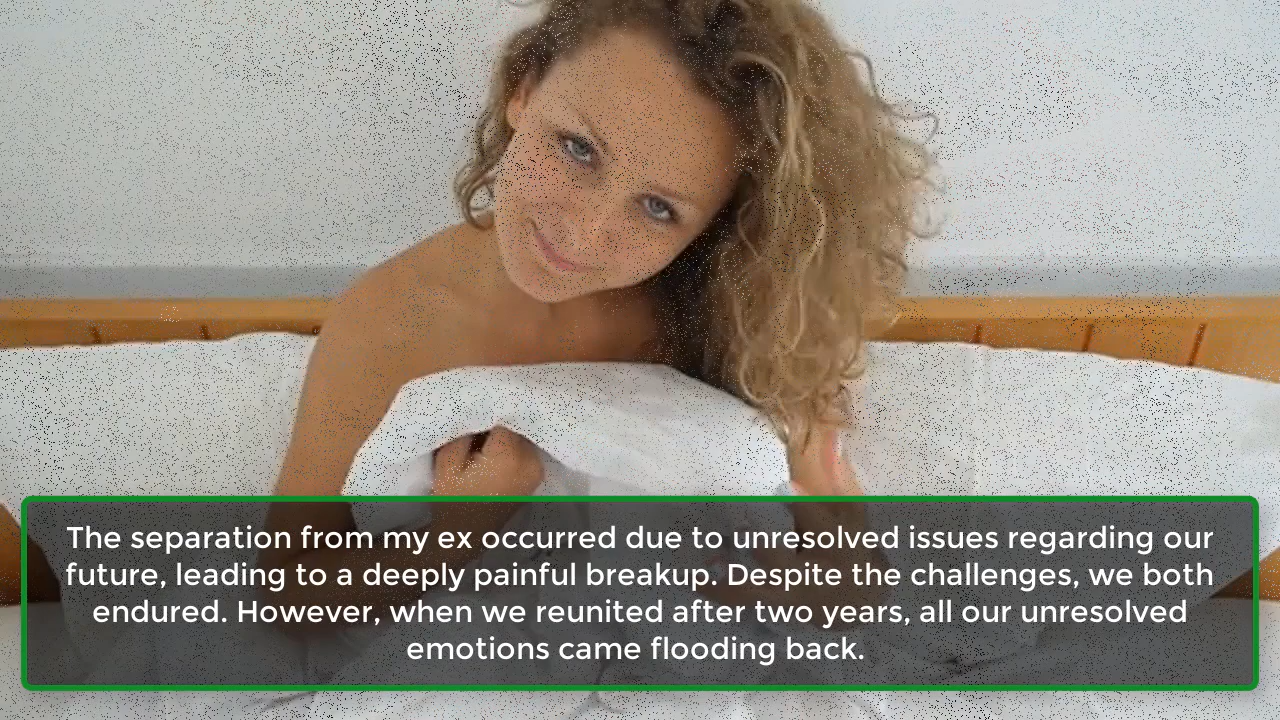 The separation from my ex occurred due to unresolved issues regarding our
future, leading to a deeply painful breakup. Despite the challenges, we both
endured. However, when we reunited after two years, all our unresolved
emotions came flooding back.